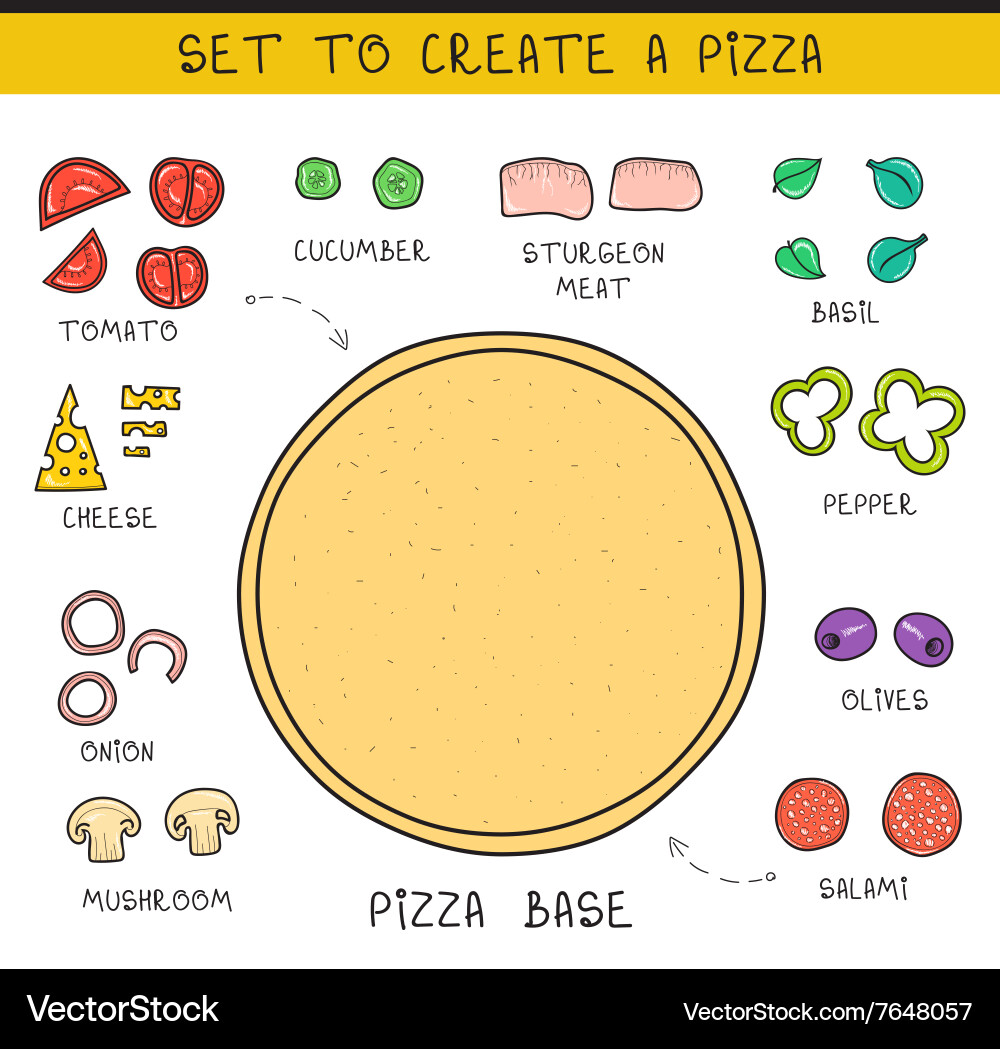 SET TO CREATE A PiZZA
CUCUMBER
STURGEON
MEAT
BASiL
TOMATO
CHEESE
PEPPER
OLiVES
ONiON
SALAMi
MUSHROOM
PiZZA BASE
VectorStock
VectorStock.com/7648057